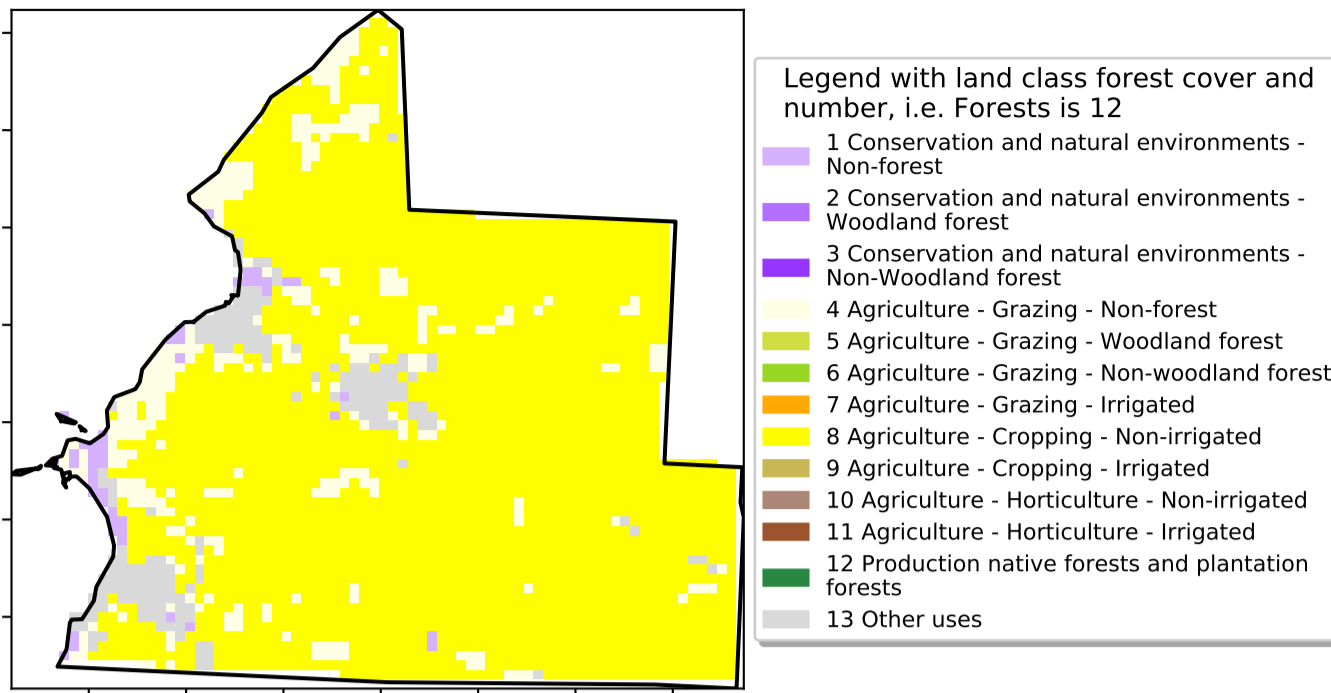 Legend with land class forest cover and
number, i.e. Forests is 12
1 Conservation and natural environments -
Non-forest
2 Conservation and natural environments -
Woodland forest
3 Conservation and natural environments -
Non-Woodland forest
4 Agriculture - Grazing - Non-forest
5 Agriculture - Grazing - Woodland forest
6 Agriculture - Grazing - Non-woodland forest
7 Agriculture - Grazing - Irrigated
8 Agriculture - Cropping - Non-irrigated
9 Agriculture - Cropping - Irrigated
10 Agriculture - Horticulture - Non-irrigated
11 Agriculture - Horticulture - Irrigated
12 Production native forests and plantation
forests
13 Other uses